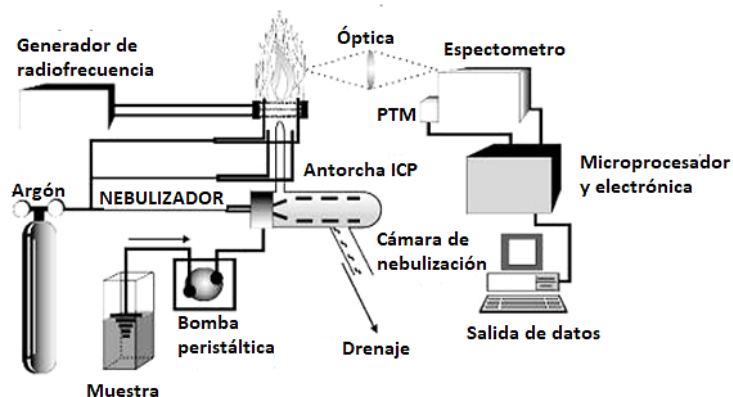 Generador de
radiofrecuencia
Óptica
Espectometro
PTM
Antorcha ICP
Microprocesador
y electrónica
Argón
NEBULIZADOR
Cámara de
nebulización
Bomba
peristáltica
Salida de datos
Drenaje
Muestra